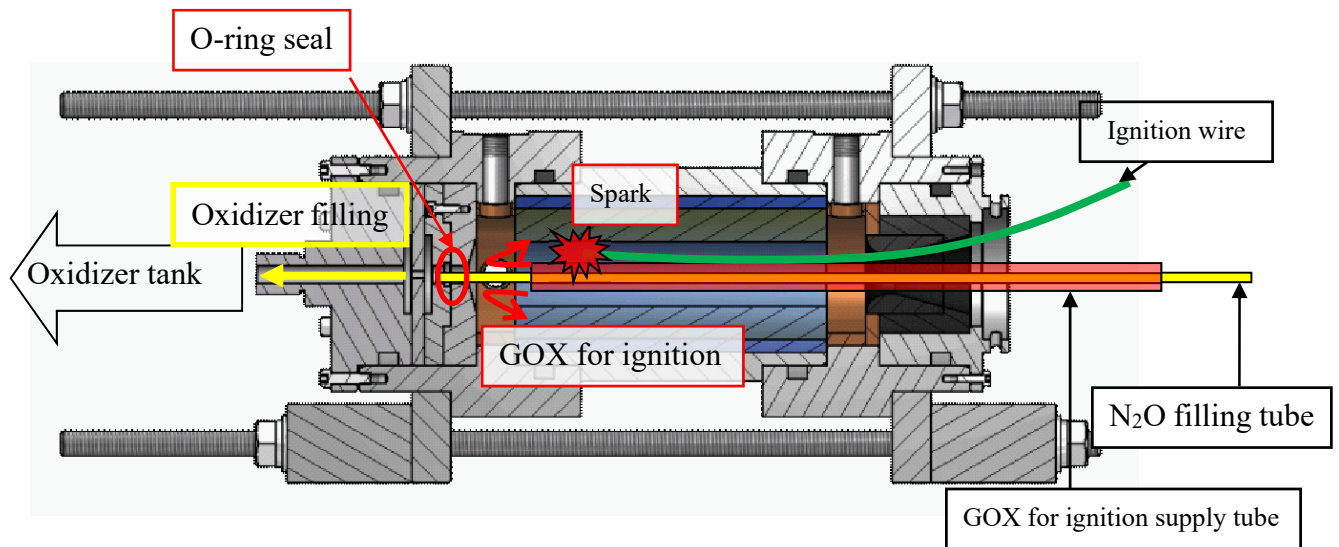 O-ring seal
Ignition wire
Spark
Oxidizer filling
Oxidizer tank
GOX for ignition
N₂O filling tube
GOX for ignition supply tube